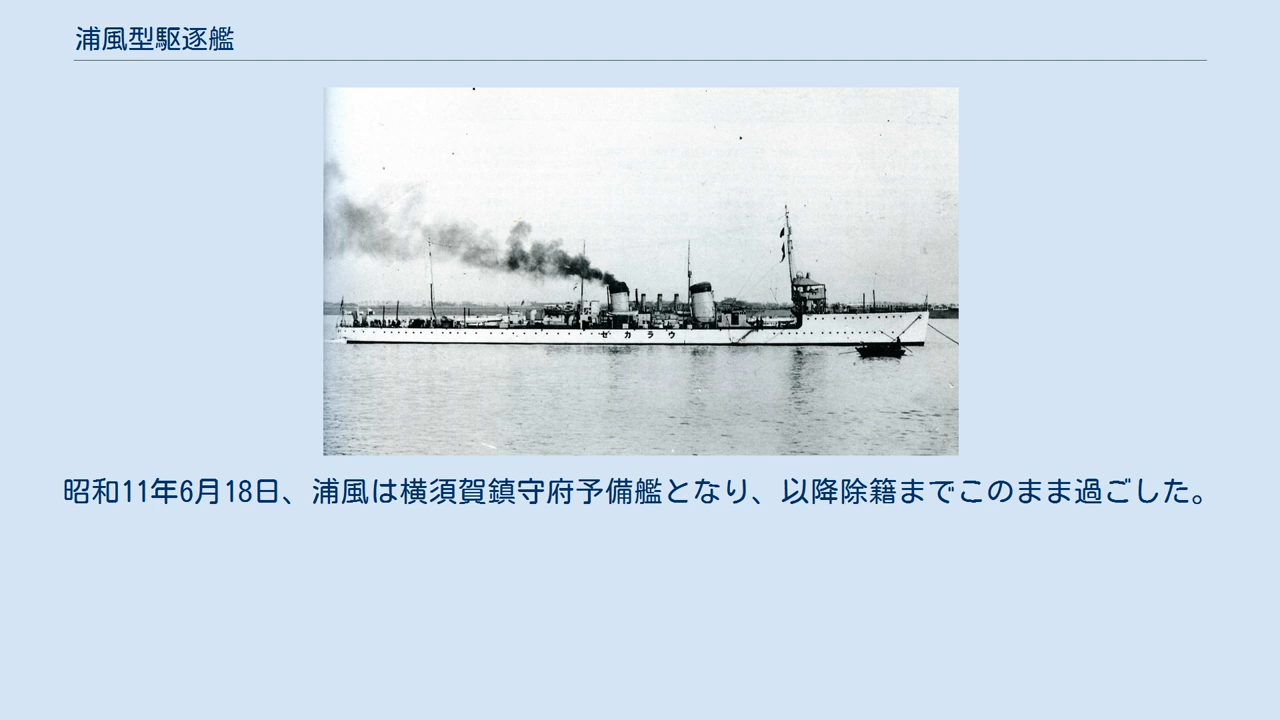 浦風型駆逐艦
ゼカラウ
昭和11年6月18日、浦風は横須賀鎮守府予備艦となり、以降除籍までこのまま過ごした。